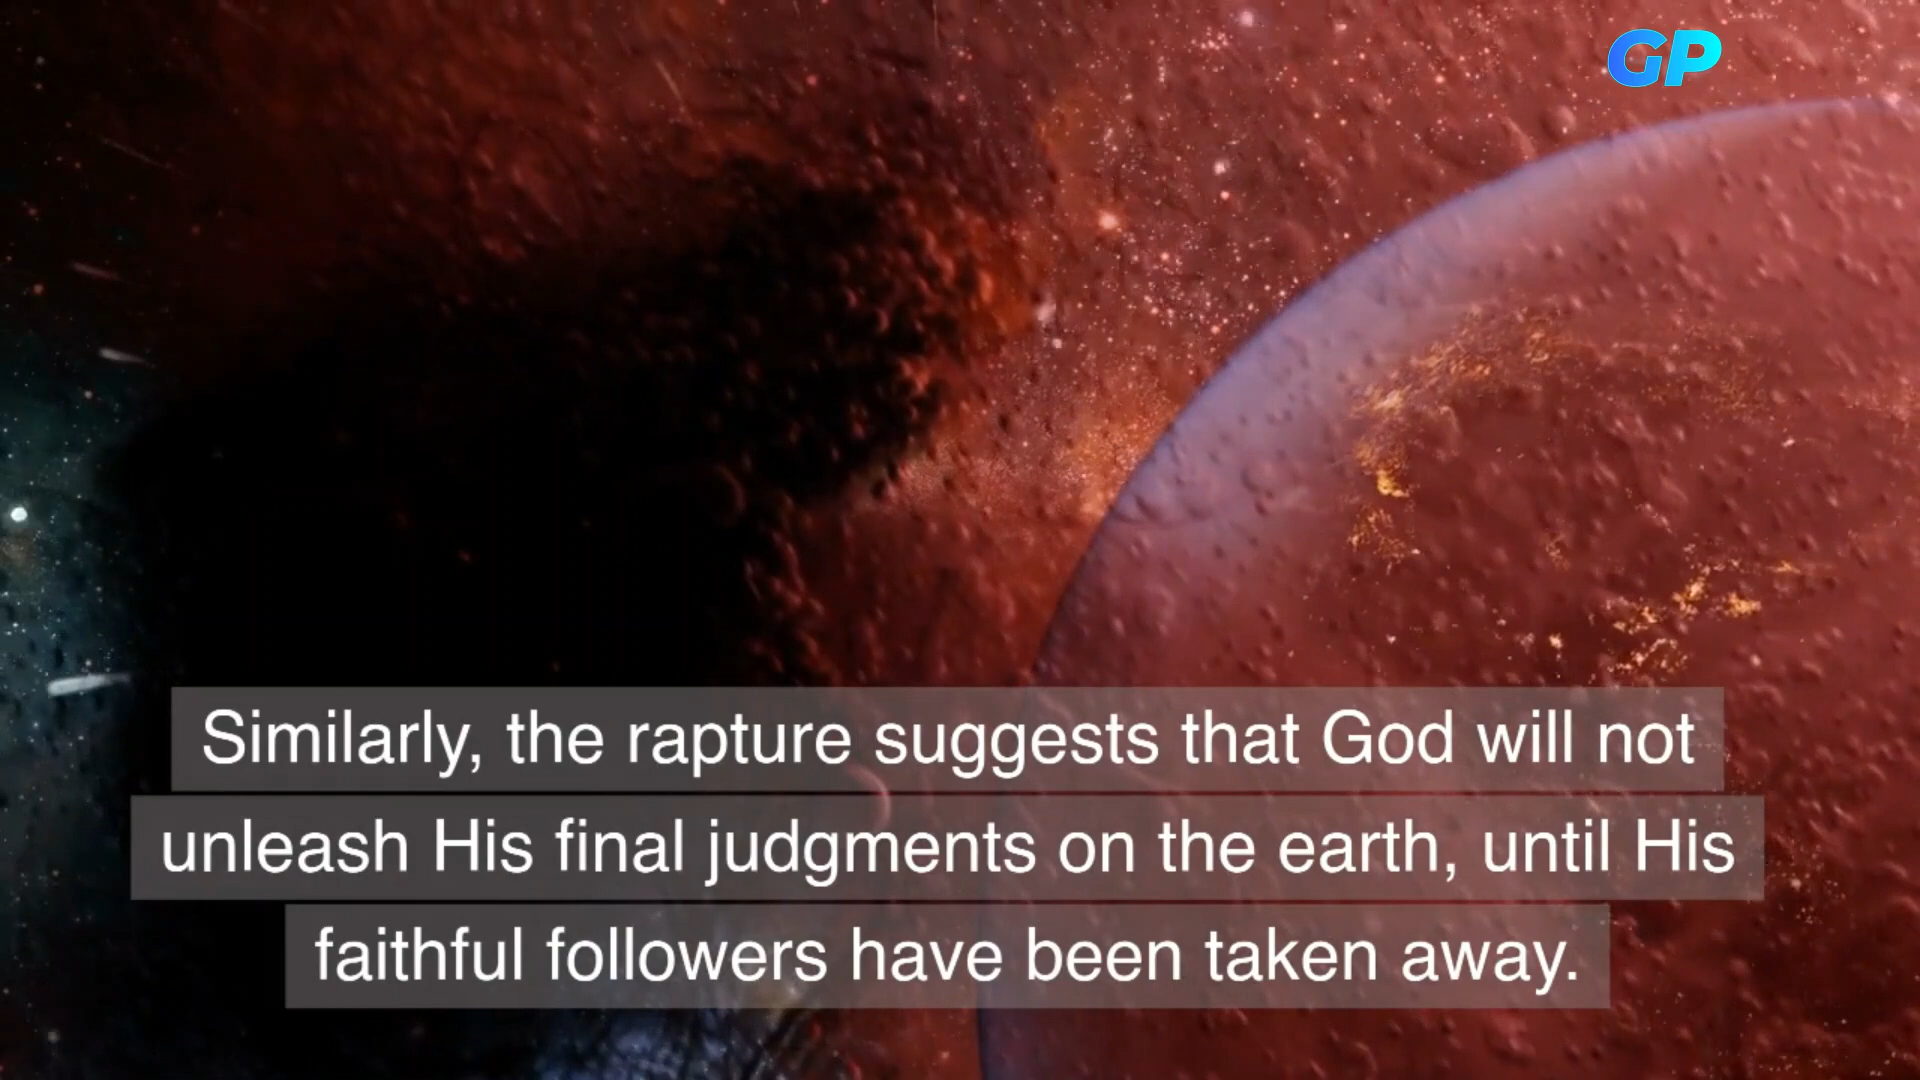 GP
Similarly, the rapture suggests that God will not
unleash His final judgments on the earth, until His
faithful followers have been taken away.